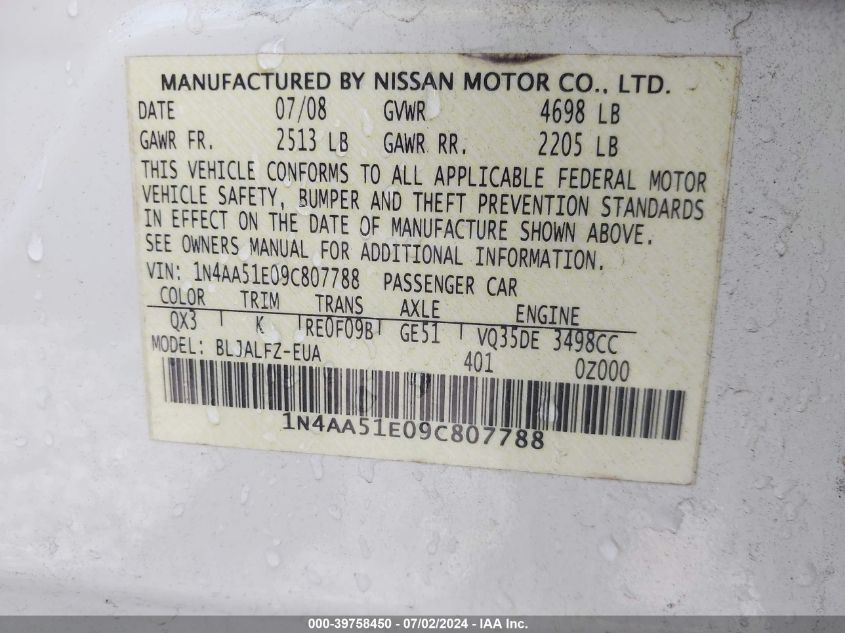 MANUFACTURED BY NISSAN MOTOR CO., LTD.
DATE 07/08 GVWR 4698 LB
GAWR FR. 2513 LB GAWR RR. 2205 LB
THIS VEHICLE CONFORMS TO ALL APPLICABLE FEDERAL MOTOR
VEHICLE SAFETY, BUMPER AND THEFT PREVENTION STANDARDS
IN EFFECT ON THE DATE OF MANUFACTURE SHOWN ABOVE.
SEE OWNERS MANUAL FOR ADDITIONAL INFORMATION.
VIN: 1N4AA51E09C807788 PASSENGER CAR
COLOR TRIM TRANS AXLE ENGINE
QX3 K RE0F09B GE51 VQ35DE 3498CC
MODEL: BLJALFZ-EUA 401 0Z000
1N4AA51E09C807788
000-39758450 - 07/02/2024 - IAA Inc.